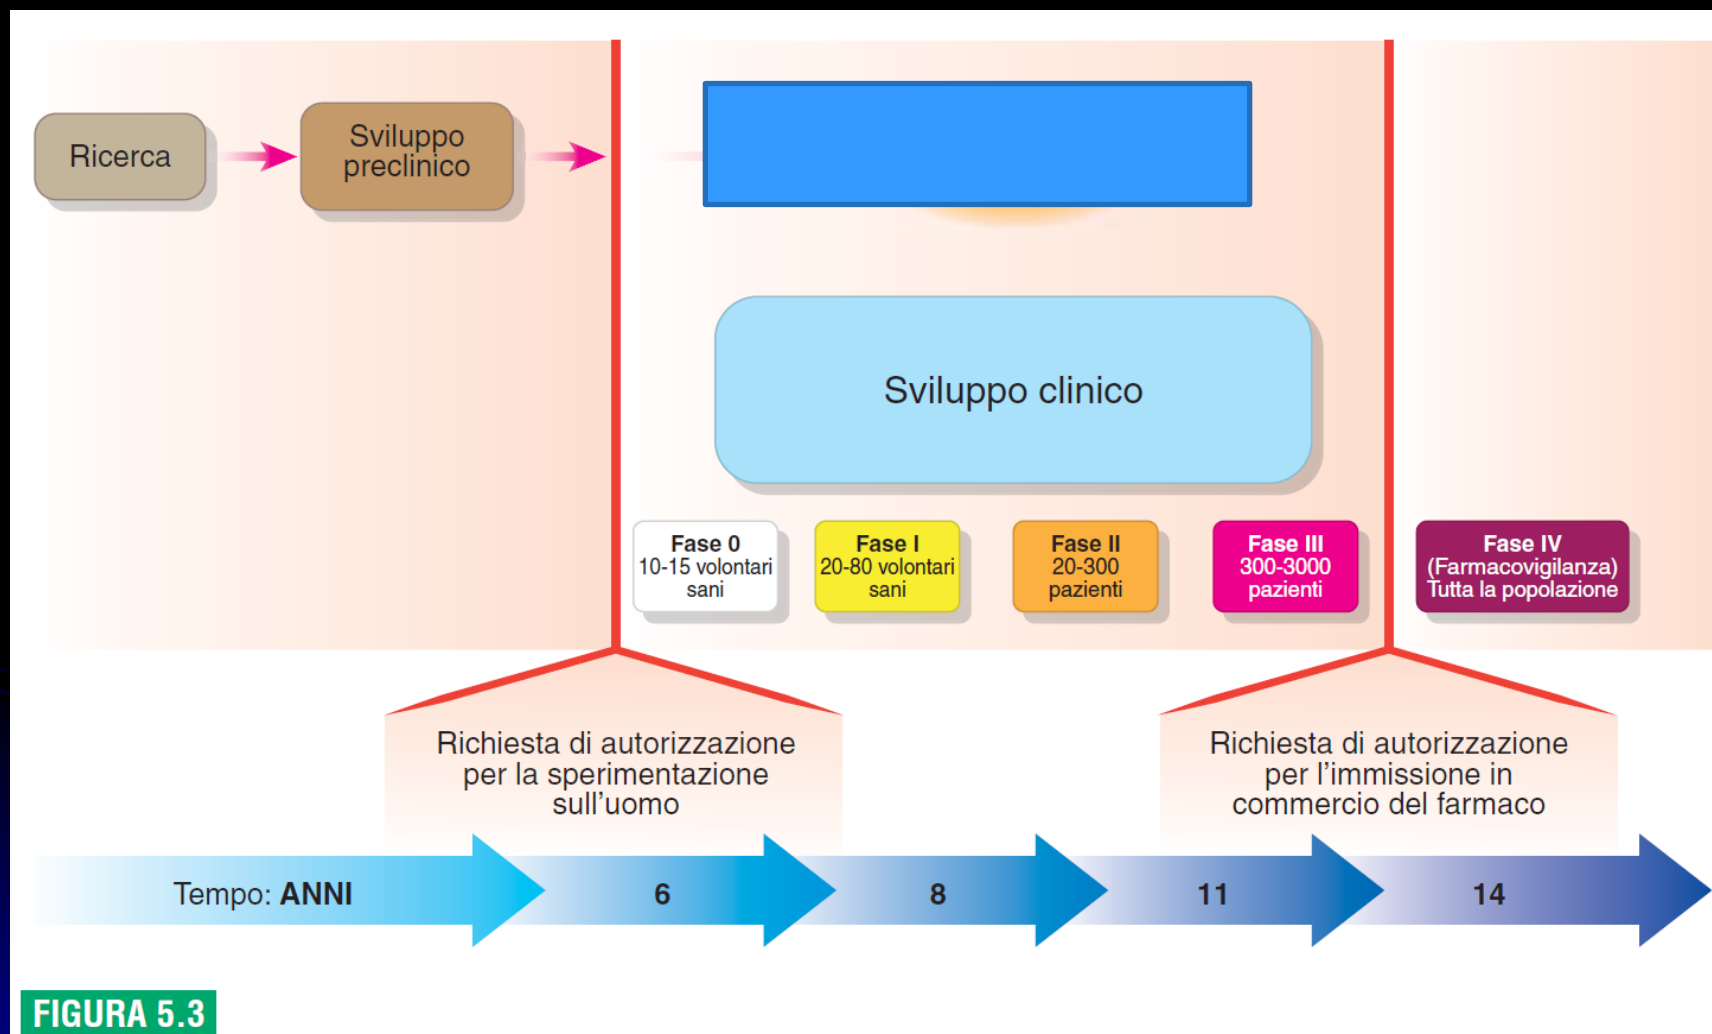 Ricerca
Sviluppo
preclinico
Sviluppo clinico
Fase 0
10-15 volontari
sani
Fase I
20-80 volontari
sani
Fase II
20-300
pazienti
Fase III
300-3000
pazienti
Fase IV
(Farmacovigilanza)
Tutta la popolazione
Richiesta di autorizzazione
per la sperimentazione
sull'uomo
Richiesta di autorizzazione
per l'immissione in
commercio del farmaco
Tempo: ANNI
6
8
11
14
FIGURA 5.3